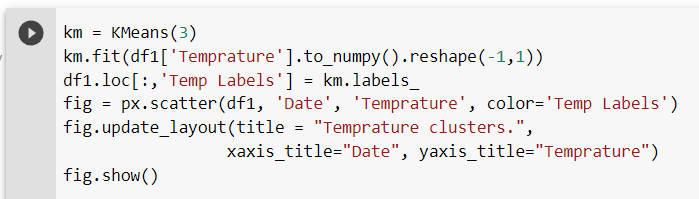 km = KMeans(3)
km.fit(df1['Temprature'].to_numpy().reshape(-1,1))
df1.loc[:,'Temp Labels'] = km.labels_
fig = px.scatter(df1, 'Date', 'Temprature', color='Temp Labels')
fig.update_layout(title = "Temprature clusters.",
                  xaxis_title="Date", yaxis_title="Temprature")
fig.show()